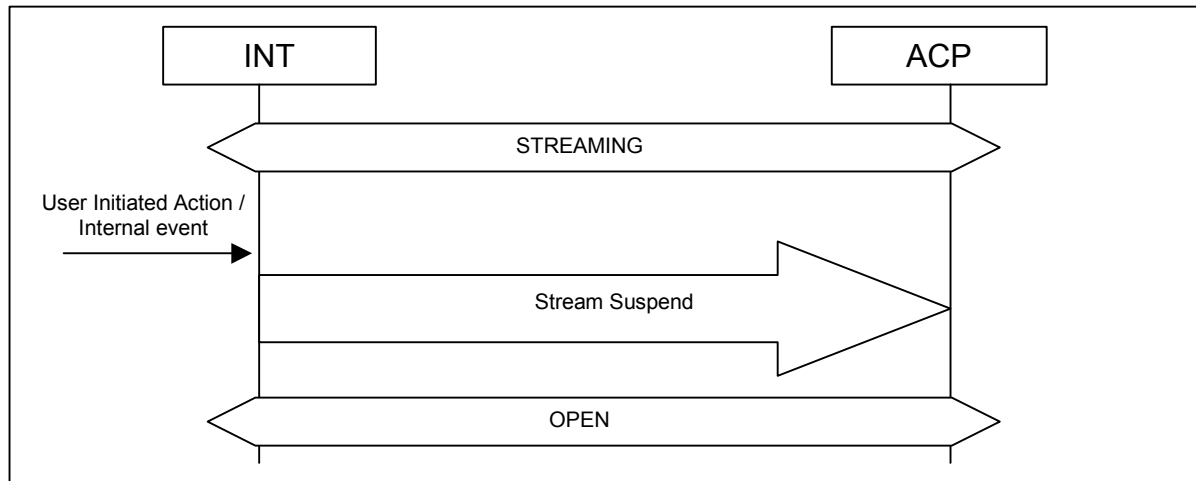 INT
ACP
STREAMING
User Initiated Action /
Internal event
Stream Suspend
OPEN